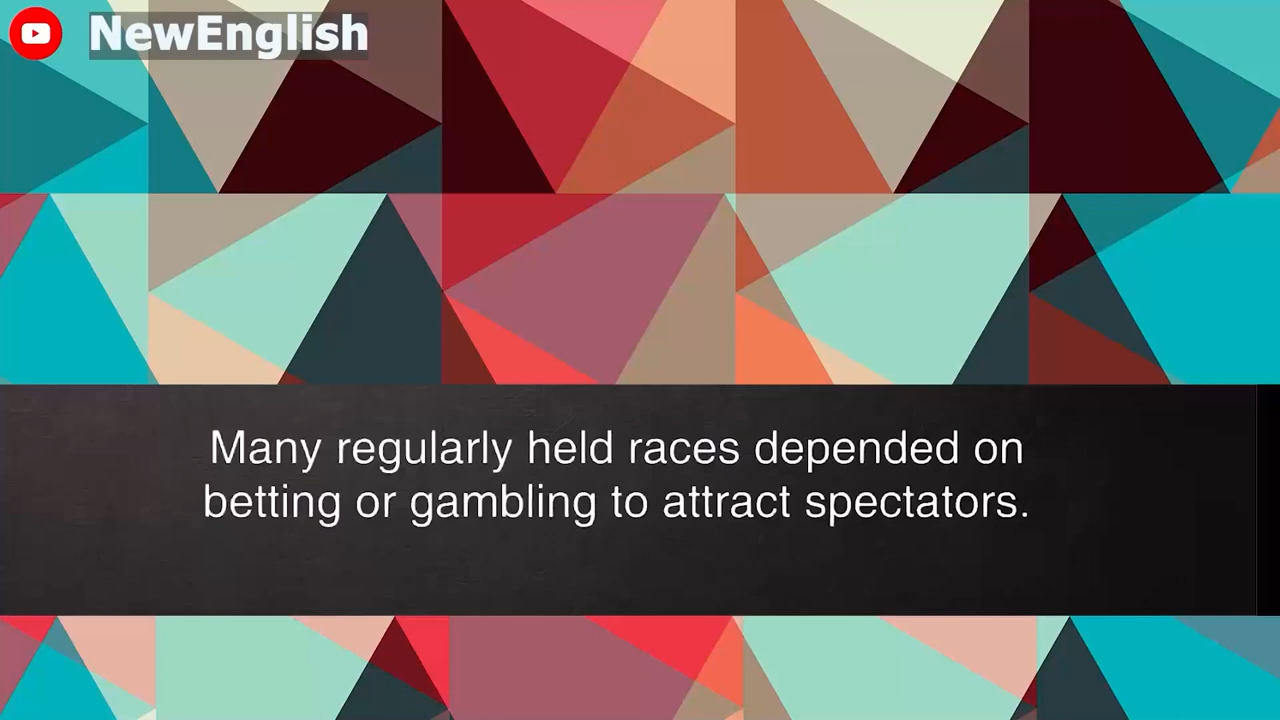 NewEnglish
Many regularly held races depended on
betting or gambling to attract spectators.